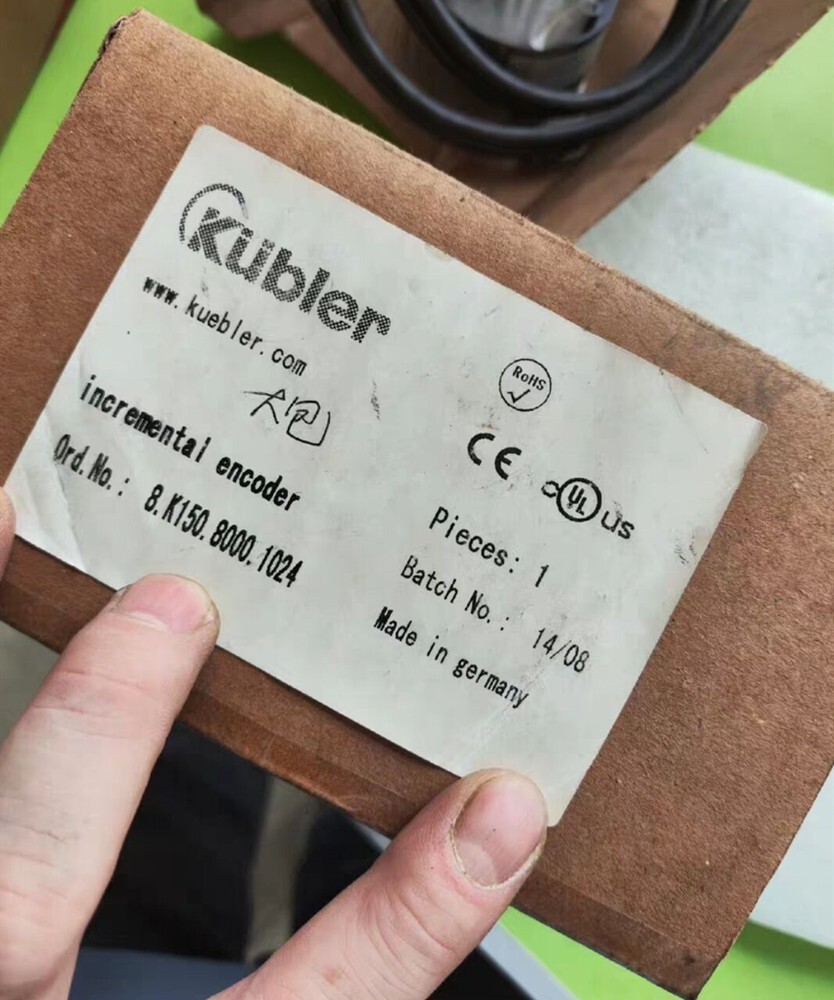 Kübler
www.kuebler.com
大包
incremental encoder
Ord.No.: 8.K150.8000.1024
RoHS
CE
c UL us
Pieces: 1
Batch No.: 14/08
Made in germany